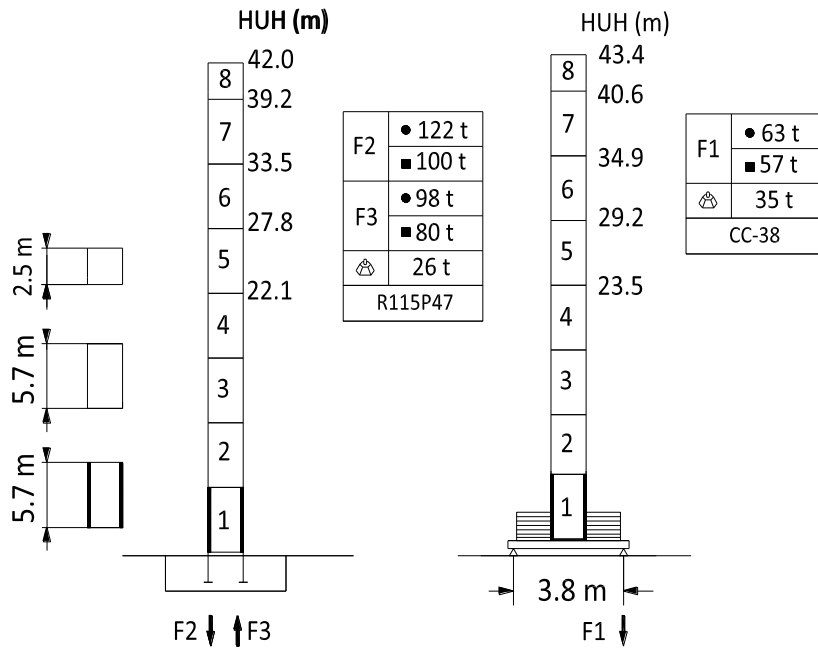 HUH (m)
42.0
39.2
33.5
27.8
22.1
8
7
6
5
4
3
2
1
F2
● 122 t
■ 100 t
F3
● 98 t
■ 80 t
26 t
R115P47
2.5 m
5.7 m
5.7 m
F2
F3
HUH (m)
43.4
40.6
34.9
29.2
23.5
8
7
6
5
4
3
2
1
F1
● 63 t
■ 57 t
35 t
CC-38
3.8 m
F1